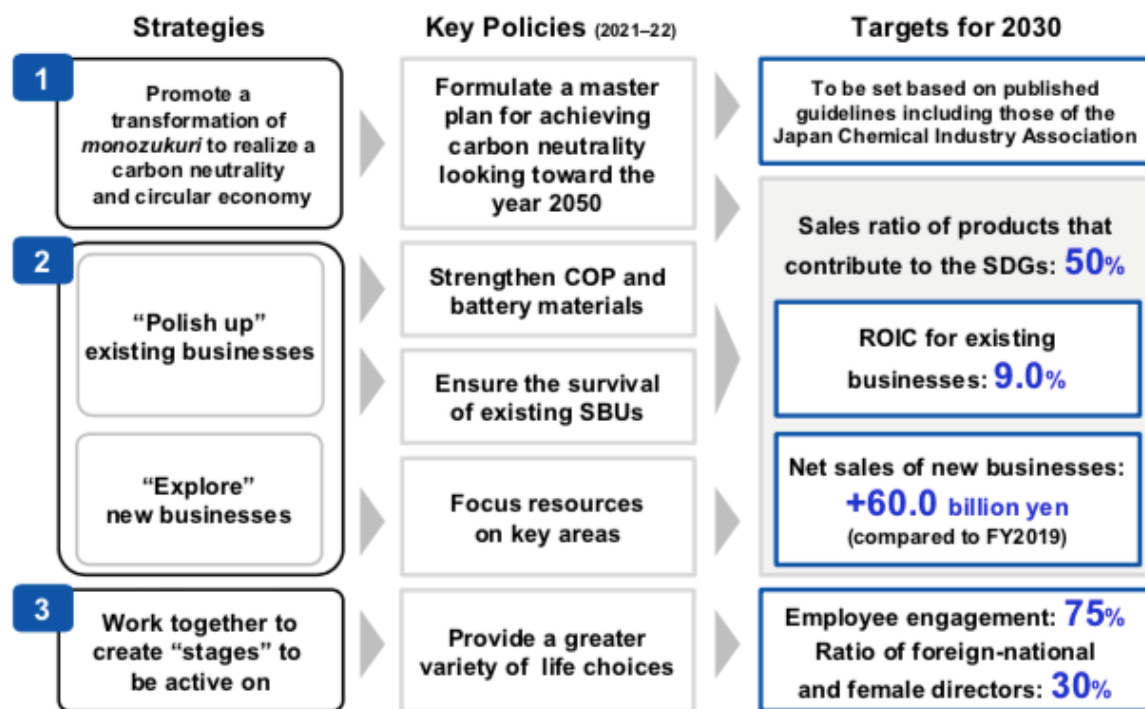 Strategies
Key Policies (2021–22)
Targets for 2030
1
Promote a
transformation of
monozukuri to realize a
carbon neutrality
and circular economy
Formulate a master
plan for achieving
carbon neutrality
looking toward the
year 2050
To be set based on published
guidelines including those of the
Japan Chemical Industry Association
2
“Polish up”
existing businesses
“Explore”
new businesses
Strengthen COP and
battery materials
Ensure the survival
of existing SBUs
Focus resources
on key areas
Sales ratio of products that
contribute to the SDGs: 50%
ROIC for existing
businesses: 9.0%
Net sales of new businesses:
+60.0 billion yen
(compared to FY2019)
3
Work together to
create “stages” to
be active on
Provide a greater
variety of life choices
Employee engagement: 75%
Ratio of foreign-national
and female directors: 30%